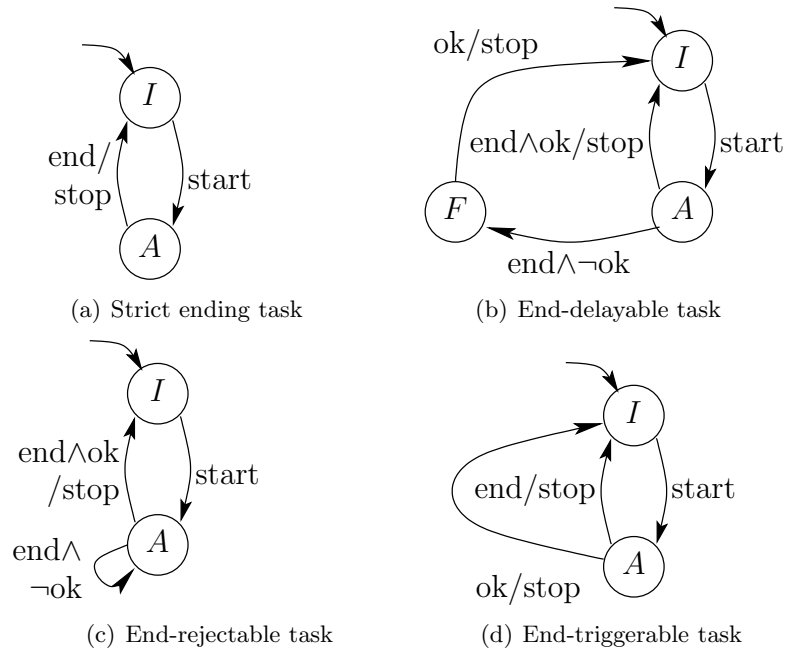 I
end/
stop
start
A
(a) Strict ending task
ok/stop
I
end∧ok/stop
start
F
A
end∧¬ok
(b) End-delayable task
I
end∧ok
/stop
start
end∧
¬ok
A
(c) End-rejectable task
I
end/stop
start
A
ok/stop
(d) End-triggerable task